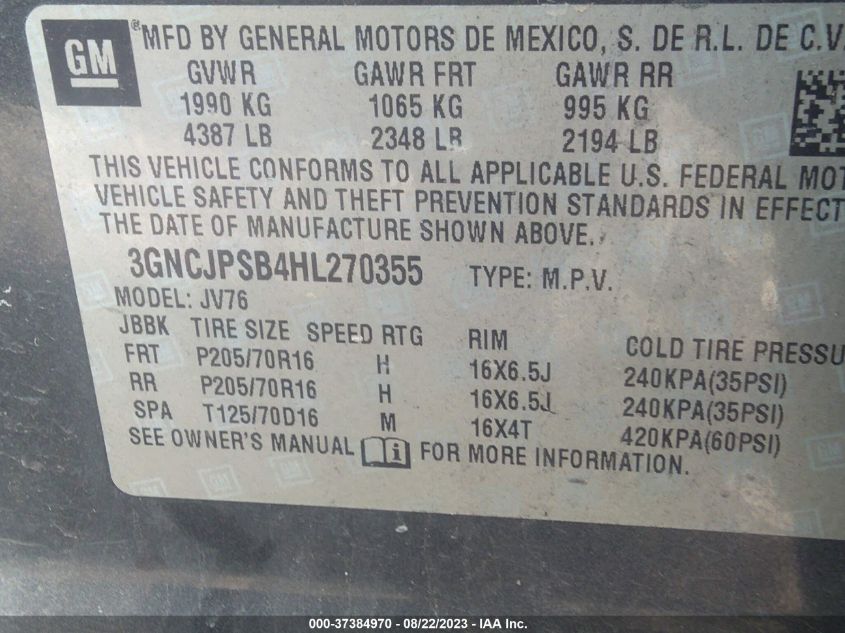 GM
® MFD BY GENERAL MOTORS DE MEXICO, S. DE R.L. DE C.V.
GVWR GAWR FRT GAWR RR
1990 KG 1065 KG 995 KG
4387 LB 2348 LB 2194 LB
THIS VEHICLE CONFORMS TO ALL APPLICABLE U.S. FEDERAL MOT
VEHICLE SAFETY AND THEFT PREVENTION STANDARDS IN EFFECT
THE DATE OF MANUFACTURE SHOWN ABOVE.
3GNCJPSB4HL270355 TYPE: M.P.V.
MODEL: JV76
JBBK TIRE SIZE SPEED RTG RIM COLD TIRE PRESSU
FRT P205/70R16 H 16X6.5J 240KPA(35PSI)
RR P205/70R16 H 16X6.5J 240KPA(35PSI)
SPA T125/70D16 M 16X4T 420KPA(60PSI)
SEE OWNER'S MANUAL i FOR MORE INFORMATION.
000-37384970 - 08/22/2023 - IAA Inc.